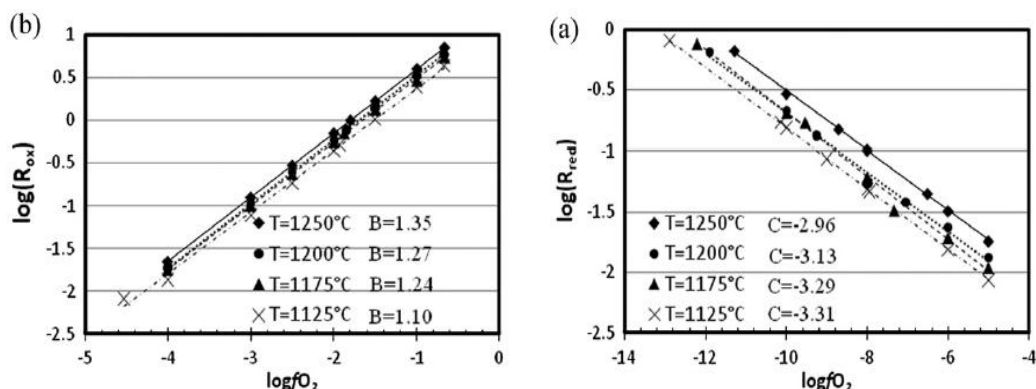 (b)
1
0.5
0
-0.5
-1
-1.5
-2
-2.5
log(Rox)
T=1250°C B=1.35
T=1200°C B=1.27
T=1175°C B=1.24
T=1125°C B=1.10
-5 -4 -3 -2 -1 0
logfO2
(a)
0
-0.5
-1
-1.5
-2
-2.5
log(Rred)
T=1250°C C=-2.96
T=1200°C C=-3.13
T=1175°C C=-3.29
T=1125°C C=-3.31
-14 -12 -10 -8 -6 -4
logfO2